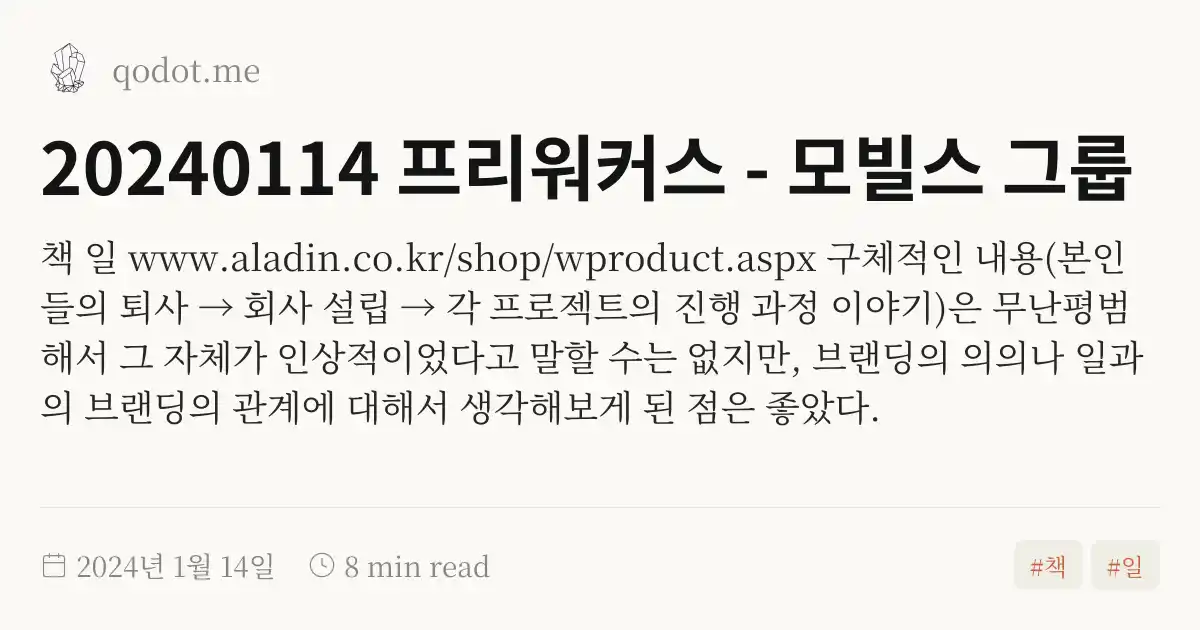 qodot.me
20240114 프리워커스 - 모빌스 그룹
책 일 www.aladin.co.kr/shop/wproduct.aspx 구체적인 내용(본인
들의 퇴사 → 회사 설립 → 각 프로젝트의 진행 과정 이야기)은 무난평범
해서 그 자체가 인상적이었다고 말할 수는 없지만, 브랜딩의 의의나 일과
의 브랜딩의 관계에 대해서 생각해보게 된 점은 좋았다.
2024년 1월 14일 8 min read #책 #일